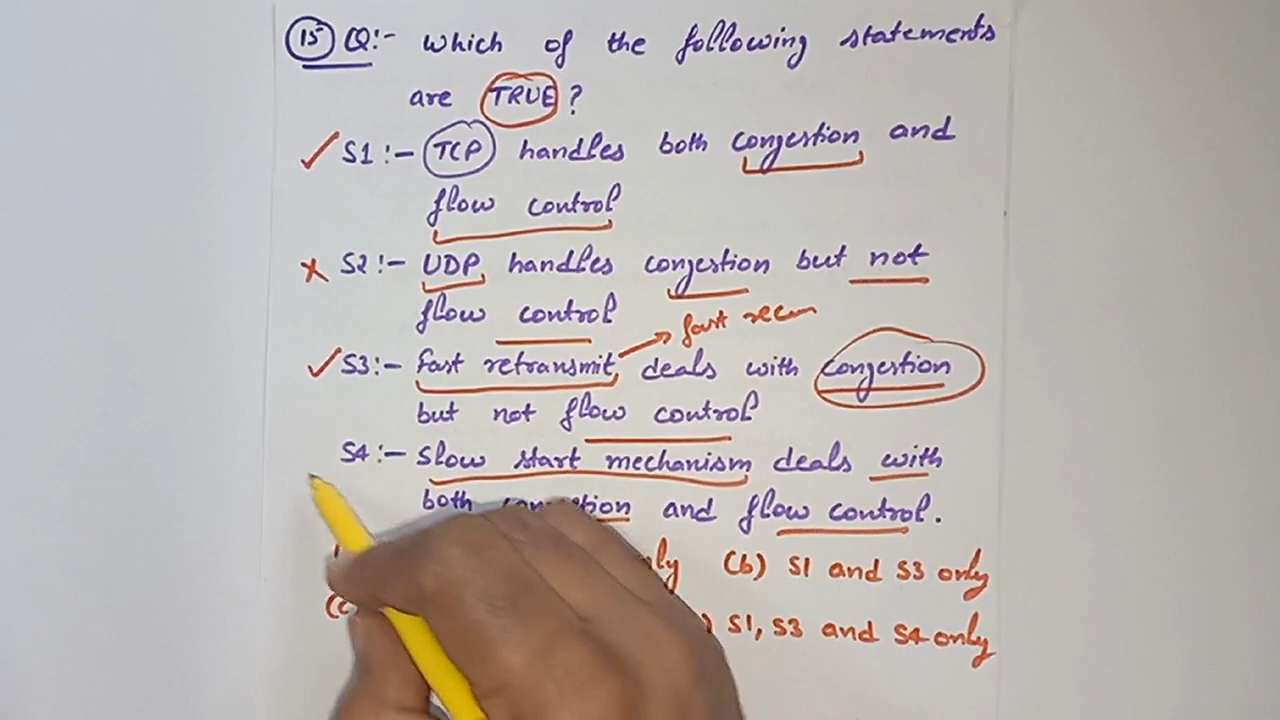 15 Q:- which of the following statements
are TRUE ?
✓ S1 :- TCP handles both congestion and
flow control
✗ S2 :- UDP handles congestion but not
flow control
→ fast
✓ S3 :- Fast retransmit, deals with congestion
but not flow control
S4 :- Slow start mechanism deals with
both and flow control.
(b) S1 and S3 only
S1, S3 and S4 only